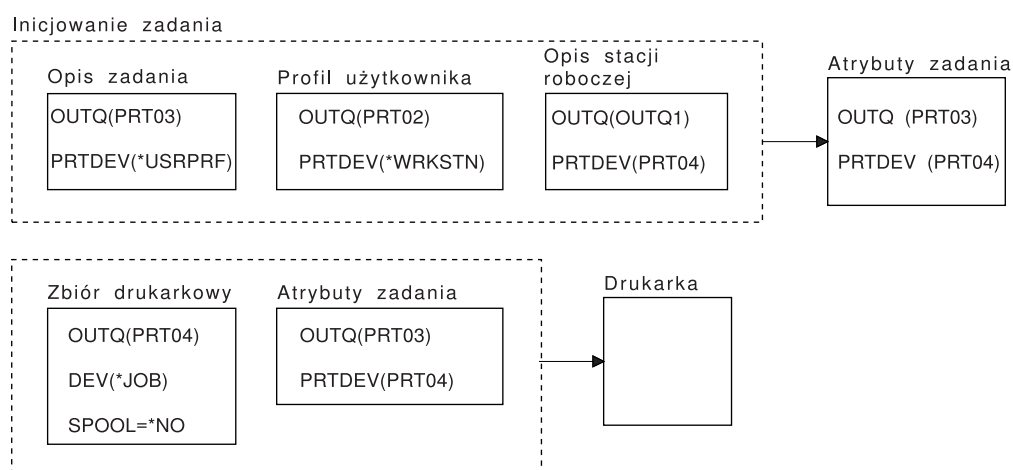 Inicjowanie zadania
Opis zadania
OUTQ(PRT03)
PRTDEV(*USRPRF)
Profil użytkownika
OUTQ(PRT02)
PRTDEV(*WRKSTN)
Opis stacji
roboczej
OUTQ(OUTQ1)
PRTDEV(PRT04)
Atrybuty zadania
OUTQ (PRT03)
PRTDEV (PRT04)
Zbiór drukarkowy
OUTQ(PRT04)
DEV(*JOB)
SPOOL=*NO
Atrybuty zadania
OUTQ(PRT03)
PRTDEV(PRT04)
Drukarka